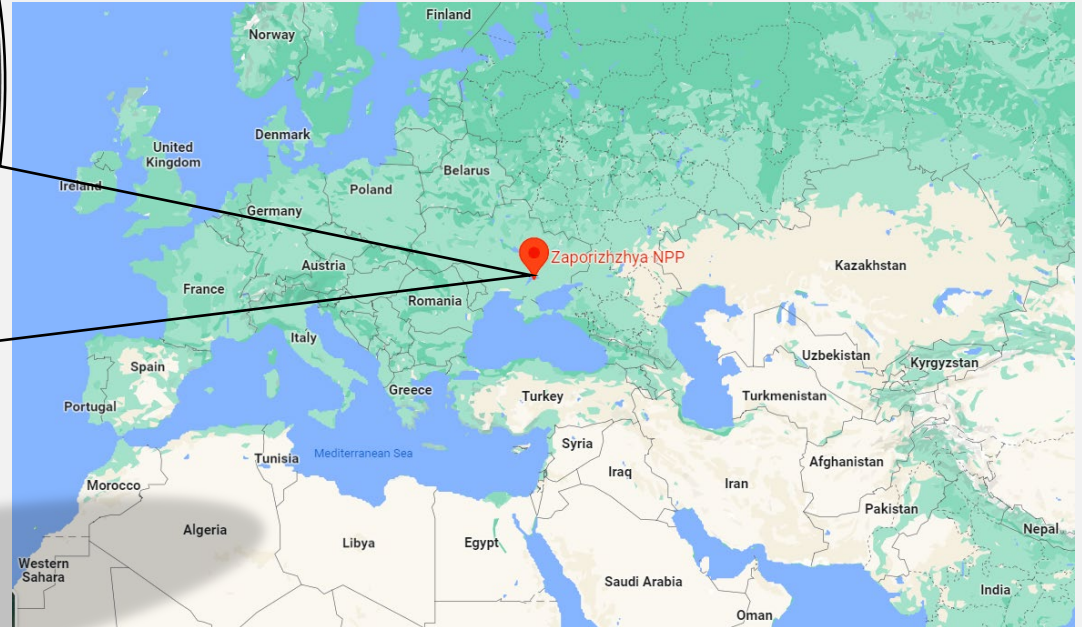 Finland
Norway
Denmark
United
Kingdom
Ireland
Belarus
Poland
Germany
Zaporizhzhya NPP
Austria
Kazakhstan
France
Romania
Italy
Uzbekistan
Kyrgyzstan
Spain
Greece
Turkey
Turkmenistan
Portugal
Syria
Mediterranean Sea
Tunisia
Afghanistan
Iraq
Iran
Morocco
Pakistan
Algeria
Libya
Egypt
Nepal
Western
Sahara
Saudi Arabia
India
Oman